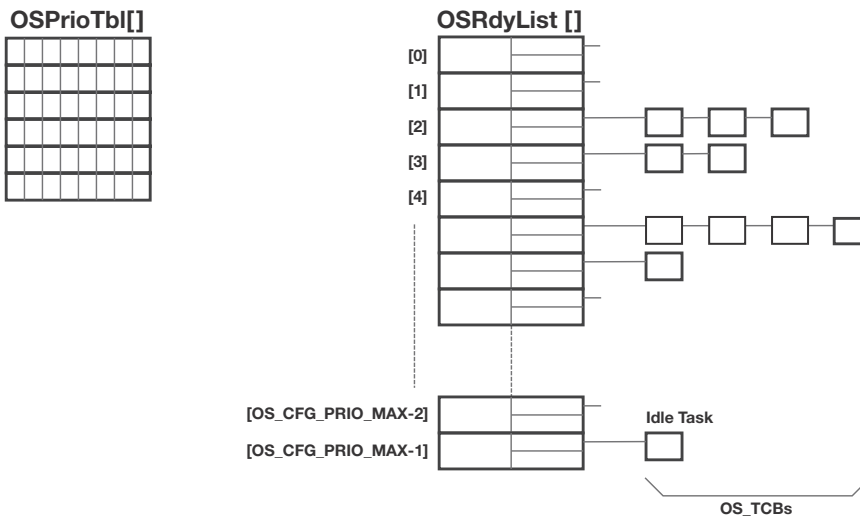 OSPrioTbl[]
OSRdyList []
[0]
[1]
[2]
[3]
[4]
[OS_CFG_PRIO_MAX-2]
Idle Task
[OS_CFG_PRIO_MAX-1]
OS_TCBs